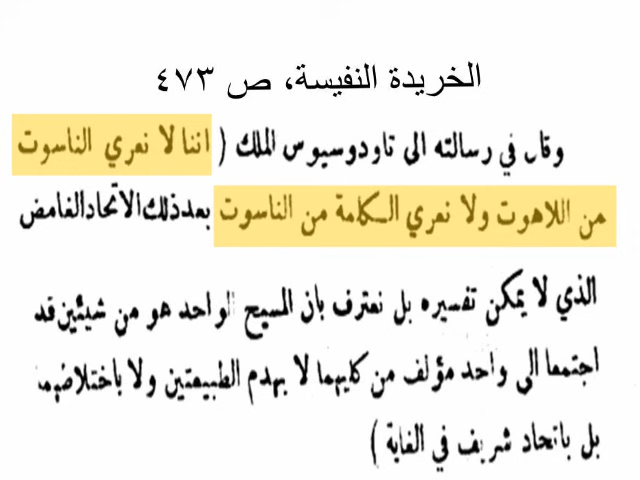 الخريدة النفيسة، ص ٤٧٣
وقال في رسالته الى تاودوسيوس الملك ( اننا لا نعري الناسوت
من اللاهوت ولا نعري الكلمة من الناسوت بعد ذلك الاتحاد الغامض
الذي لا يمكن تفسيره بل نعترف بان المسيح الواحد هو من شيئين قد
اجتمعا الى واحد مؤلف من كليهما لا بهدم الطبيعتين ولا باختلاطهما
بل باتحاد شريف في الغاية )